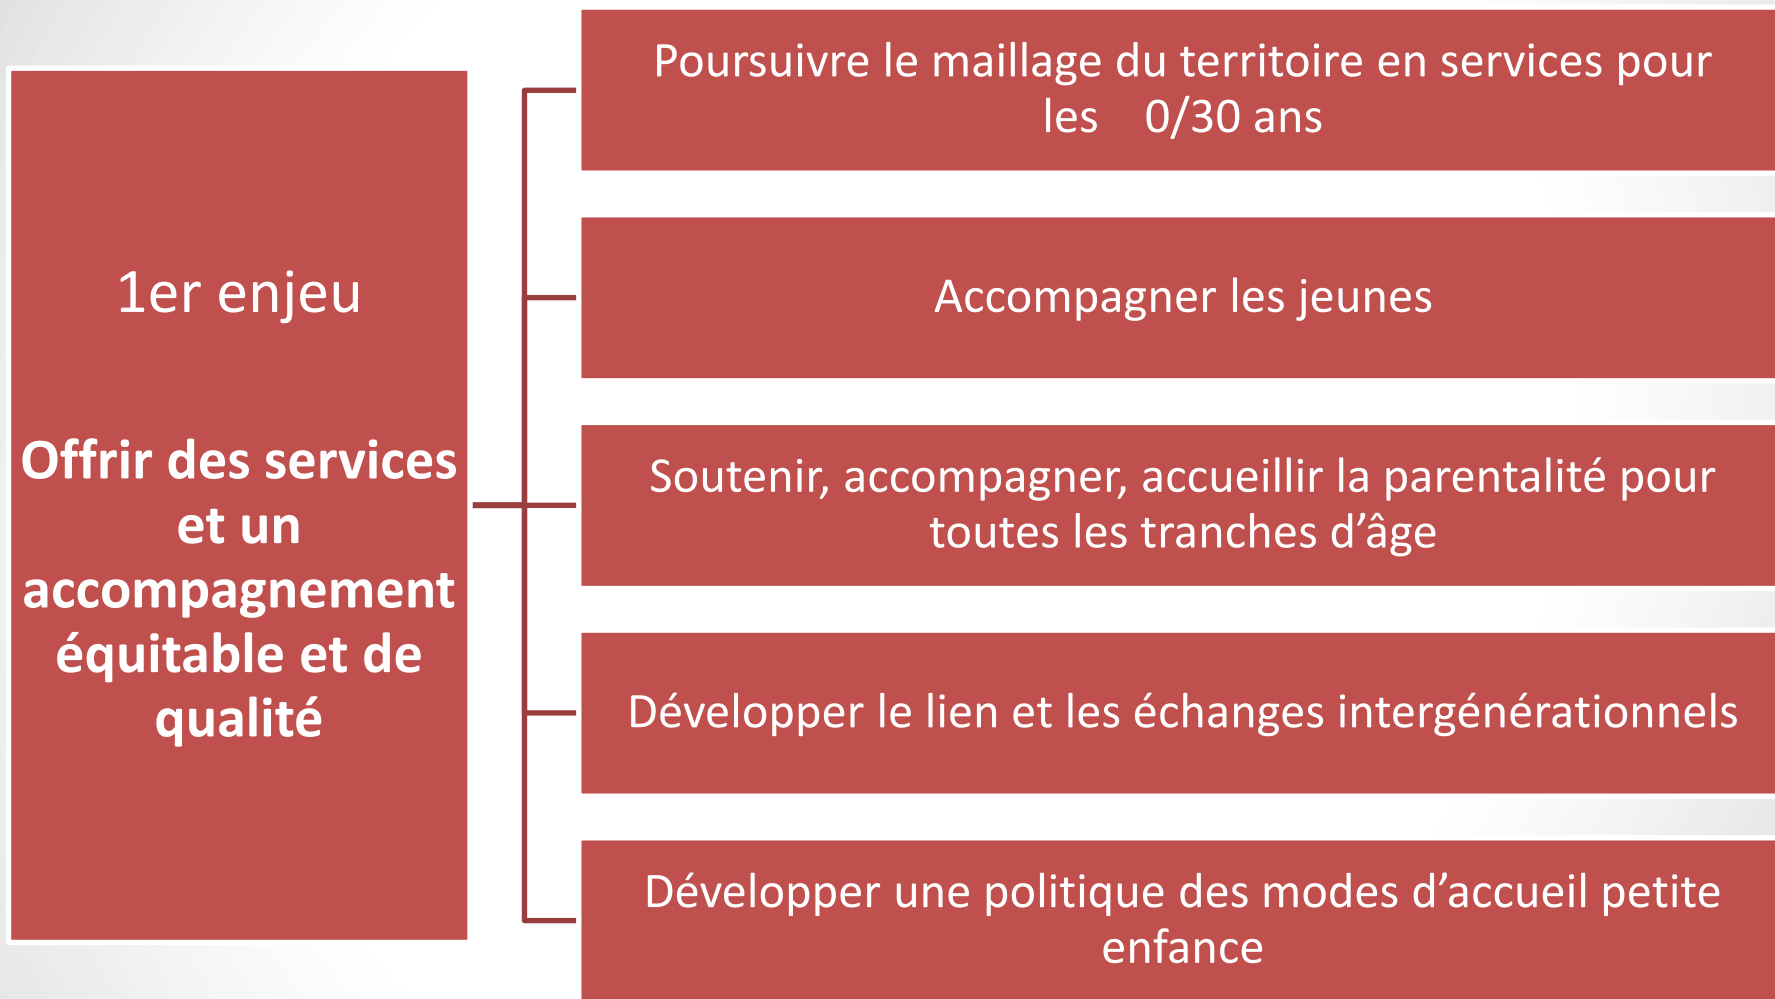 1er enjeu
Offrir des services
et un
accompagnement
équitable et de
qualité
Poursuivre le maillage du territoire en services pour
les 0/30 ans
Accompagner les jeunes
Soutenir, accompagner, accueillir la parentalité pour
toutes les tranches d’âge
Développer le lien et les échanges intergénérationnels
Développer une politique des modes d’accueil petite
enfance